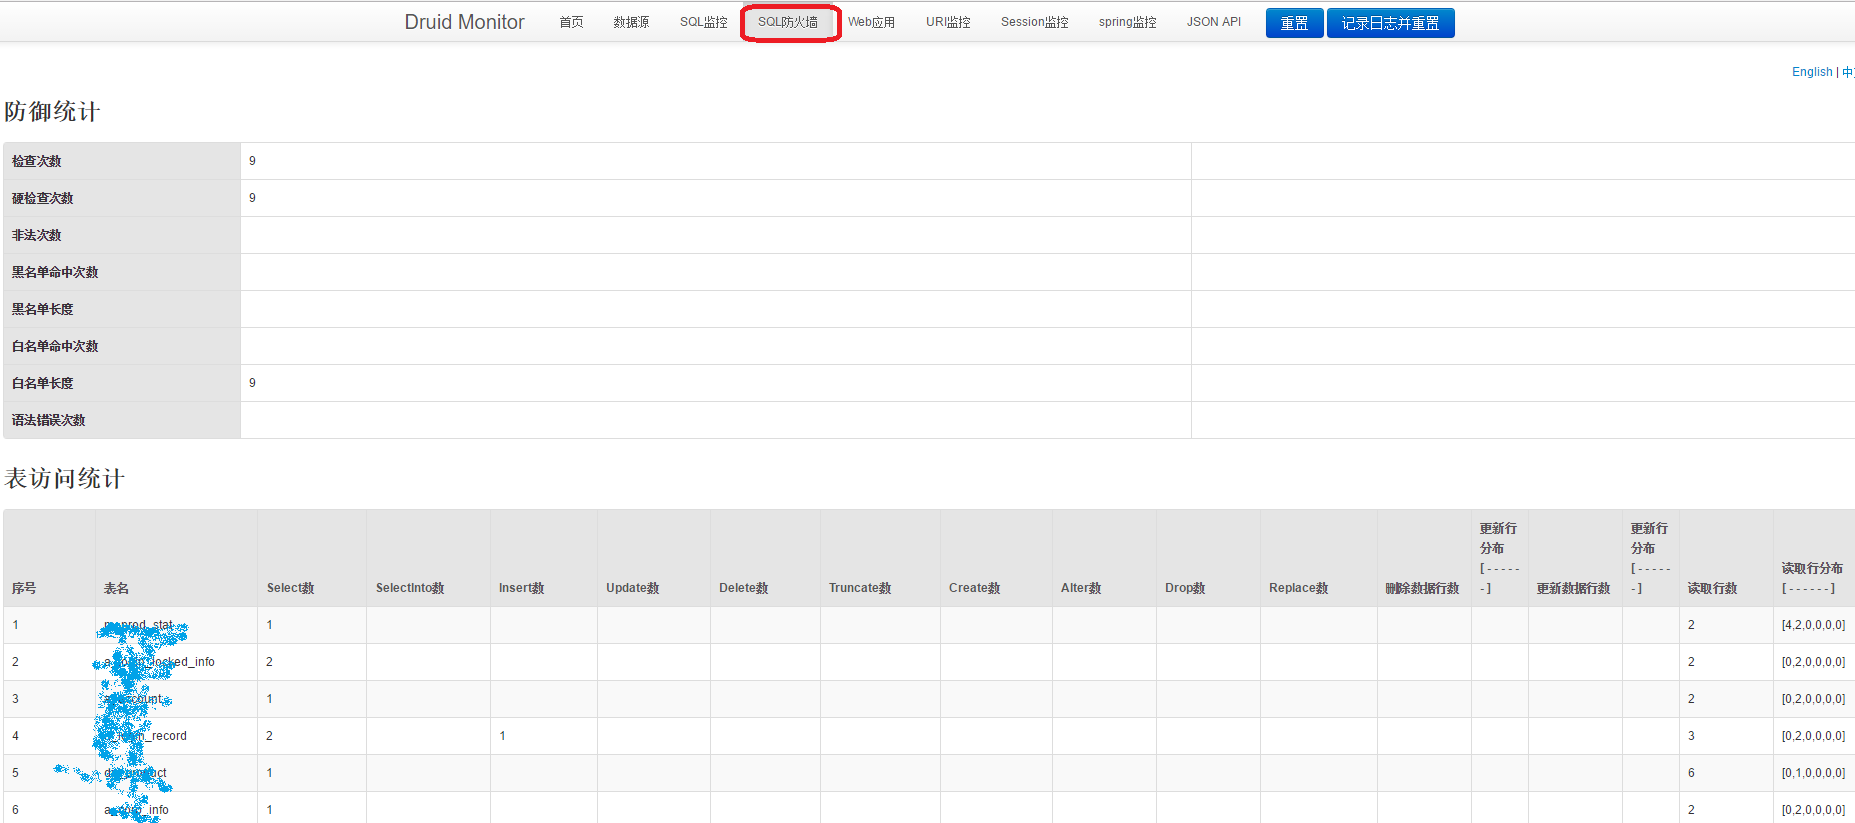 Druid Monitor 首页 数据源 SQL监控 SQL防火墙 Web应用 URI监控 Session监控 spring监控 JSON API 重置 记录日志并重置
English |
防御统计
检查次数 9
硬检查次数 9
非法次数
黑名单命中次数
黑名单长度
白名单命中次数
白名单长度 9
语法错误次数
表访问统计
序号 表名 Select数 SelectInto数 Insert数 Update数 Delete数 Truncate数 Create数 Alter数 Drop数 Replace数 删除数据行数 更新行分布[------] 更新数据行数 更新行分布[------] 读取行数 读取行分布[------]
1 1 2 [4,2,0,0,0,0]
2 2 2 [0,2,0,0,0,0]
3 1 2 [0,2,0,0,0,0]
4 2 1 3 [0,2,0,0,0,0]
5 1 6 [0,1,0,0,0,0]
6 1 2 [0,2,0,0,0,0]